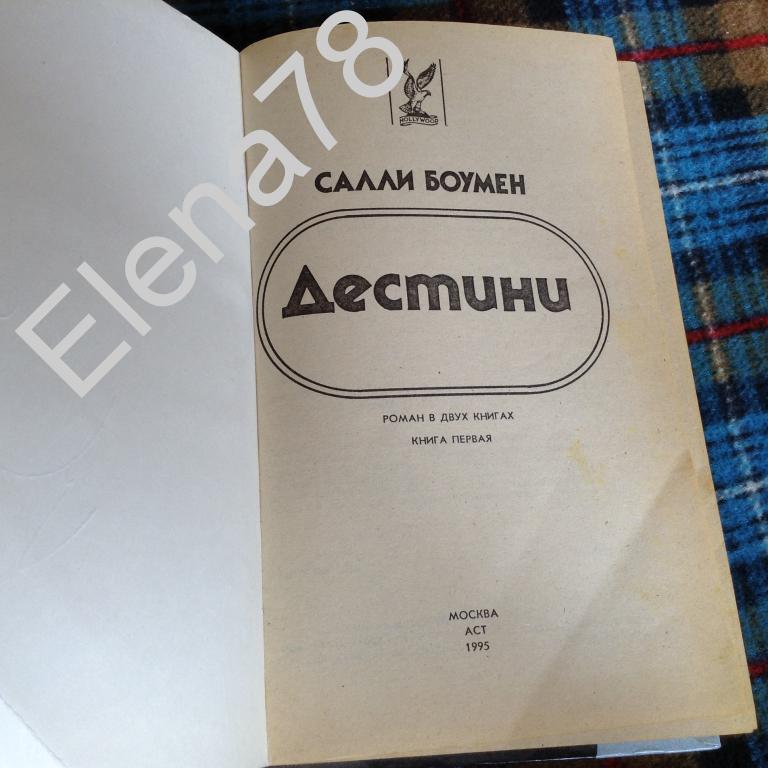 HOLLYWOOD
САЛЛИ БОУМЕН
Дестини
РОМАН В ДВУХ КНИГАХ
КНИГА ПЕРВАЯ
МОСКВА
АСТ
1995
Elena78